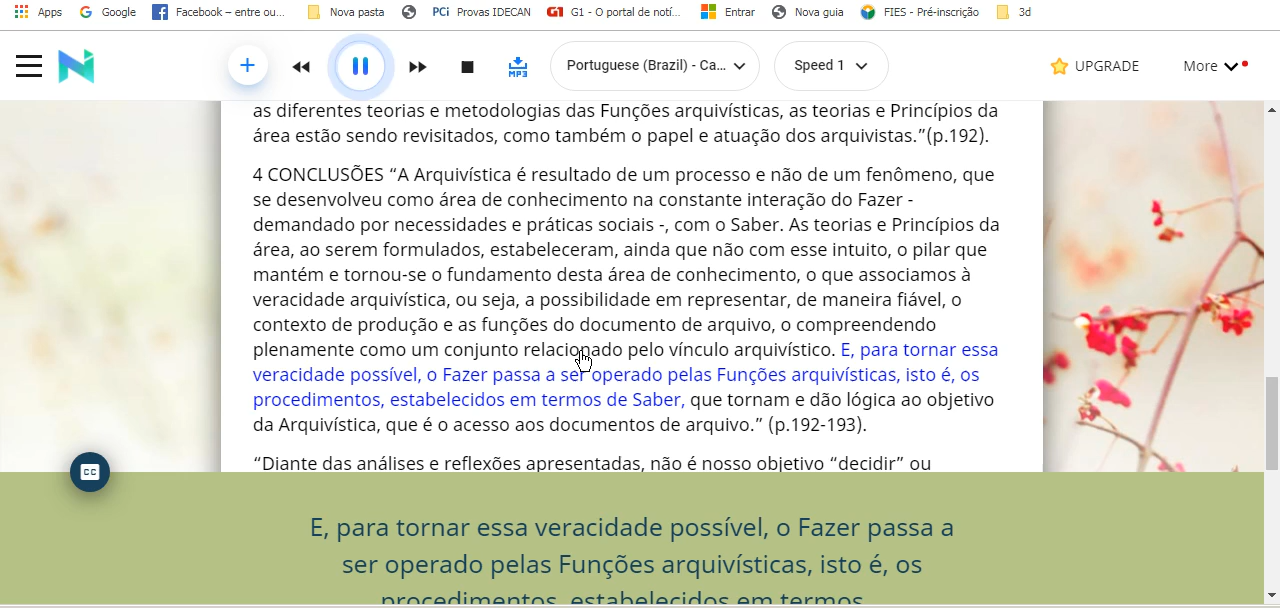 Apps Google Facebook – entre ou... Nova pasta PCi Provas IDECAN G1 - O portal de notí... Entrar Nova guia FIES - Pré-inscrição 3d
MP3 Portuguese (Brazil) - Ca... Speed 1 UPGRADE More
as diferentes teorias e metodologias das Funções arquivísticas, as teorias e Princípios da
área estão sendo revisitados, como também o papel e atuação dos arquivistas.”(p.192).
4 CONCLUSÕES “A Arquivística é resultado de um processo e não de um fenômeno, que
se desenvolveu como área de conhecimento na constante interação do Fazer -
demandado por necessidades e práticas sociais -, com o Saber. As teorias e Princípios da
área, ao serem formulados, estabeleceram, ainda que não com esse intuito, o pilar que
mantém e tornou-se o fundamento desta área de conhecimento, o que associamos à
veracidade arquivística, ou seja, a possibilidade em representar, de maneira fiável, o
contexto de produção e as funções do documento de arquivo, o compreendendo
plenamente como um conjunto relacionado pelo vínculo arquivístico. E, para tornar essa
veracidade possível, o Fazer passa a ser operado pelas Funções arquivísticas, isto é, os
procedimentos, estabelecidos em termos de Saber, que tornam e dão lógica ao objetivo
da Arquivística, que é o acesso aos documentos de arquivo.” (p.192-193).
“Diante das análises e reflexões apresentadas, não é nosso objetivo “decidir” ou
CC
E, para tornar essa veracidade possível, o Fazer passa a
ser operado pelas Funções arquivísticas, isto é, os
procedimentos, estabelecidos em termos